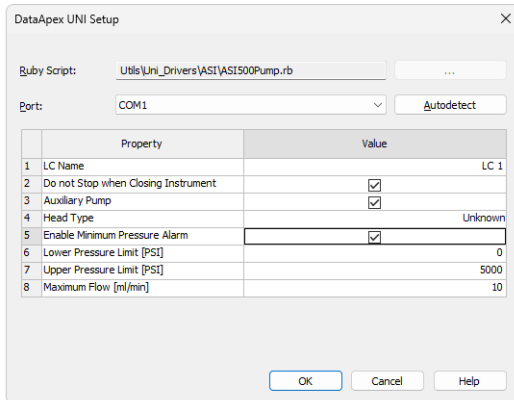 DataApex UNI Setup
Ruby Script: Utils\Uni_Drivers\ASI\ASI500Pump.rb ...
Port: COM1 Autodetect
Property Value
1 LC Name LC 1
2 Do not Stop when Closing Instrument
3 Auxiliary Pump
4 Head Type Unknown
5 Enable Minimum Pressure Alarm
6 Lower Pressure Limit [PSI] 0
7 Upper Pressure Limit [PSI] 5000
8 Maximum Flow [ml/min] 10
OK Cancel Help